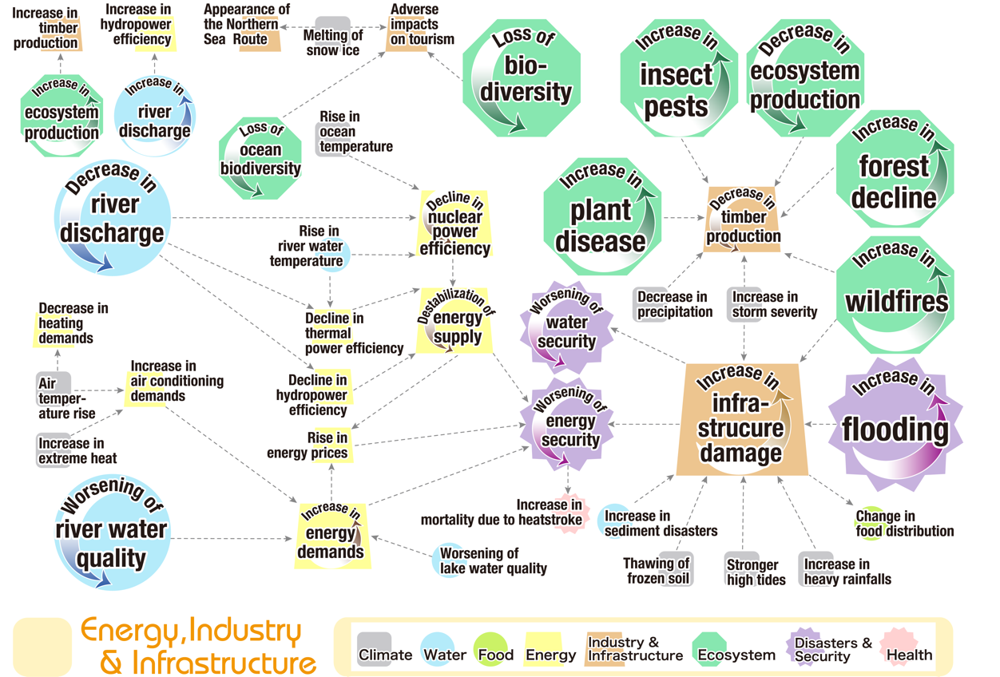 Increase in
timber
production
Increase in
hydropower
efficiency
Appearance of
the Northern
Sea Route
Melting of
snow ice
Adverse
impacts
on tourism
Loss of
bio-
diversity
Increase in
insect
pests
Decrease in
ecosystem
production
Increase in
ecosystem
production
Increase in
river
discharge
Loss of
ocean
biodiversity
Rise in
ocean
temperature
Increase in
forest
decline
Decrease in
river
discharge
Decline in
nuclear
power
efficiency
Increase in
plant
disease
Decrease in
timber
production
Rise in
river water
temperature
Increase in
wildfires
Decrease in
heating
demands
Decline in
thermal
power efficiency
Destabilization of
energy
supply
Worsening of
water
security
Decrease in
precipitation
Increase in
storm severity
Air
temper-
ature rise
Increase in
air conditioning
demands
Decline in
hydropower
efficiency
Worsening of
energy
security
Increase in
infra-
strucure
damage
Increase in
flooding
Increase in
extreme heat
Rise in
energy prices
Worsening of
river water
quality
Increase in
energy
demands
Worsening of
lake water quality
Increase in
mortality due to heatstroke
Increase in
sediment disasters
Change in
food distribution
Thawing of
frozen soil
Stronger
high tides
Increase in
heavy rainfalls
Energy, Industry
& Infrastructure
Climate
Water
Food
Energy
Industry &
Infrastructure
Ecosystem
Disasters &
Security
Health